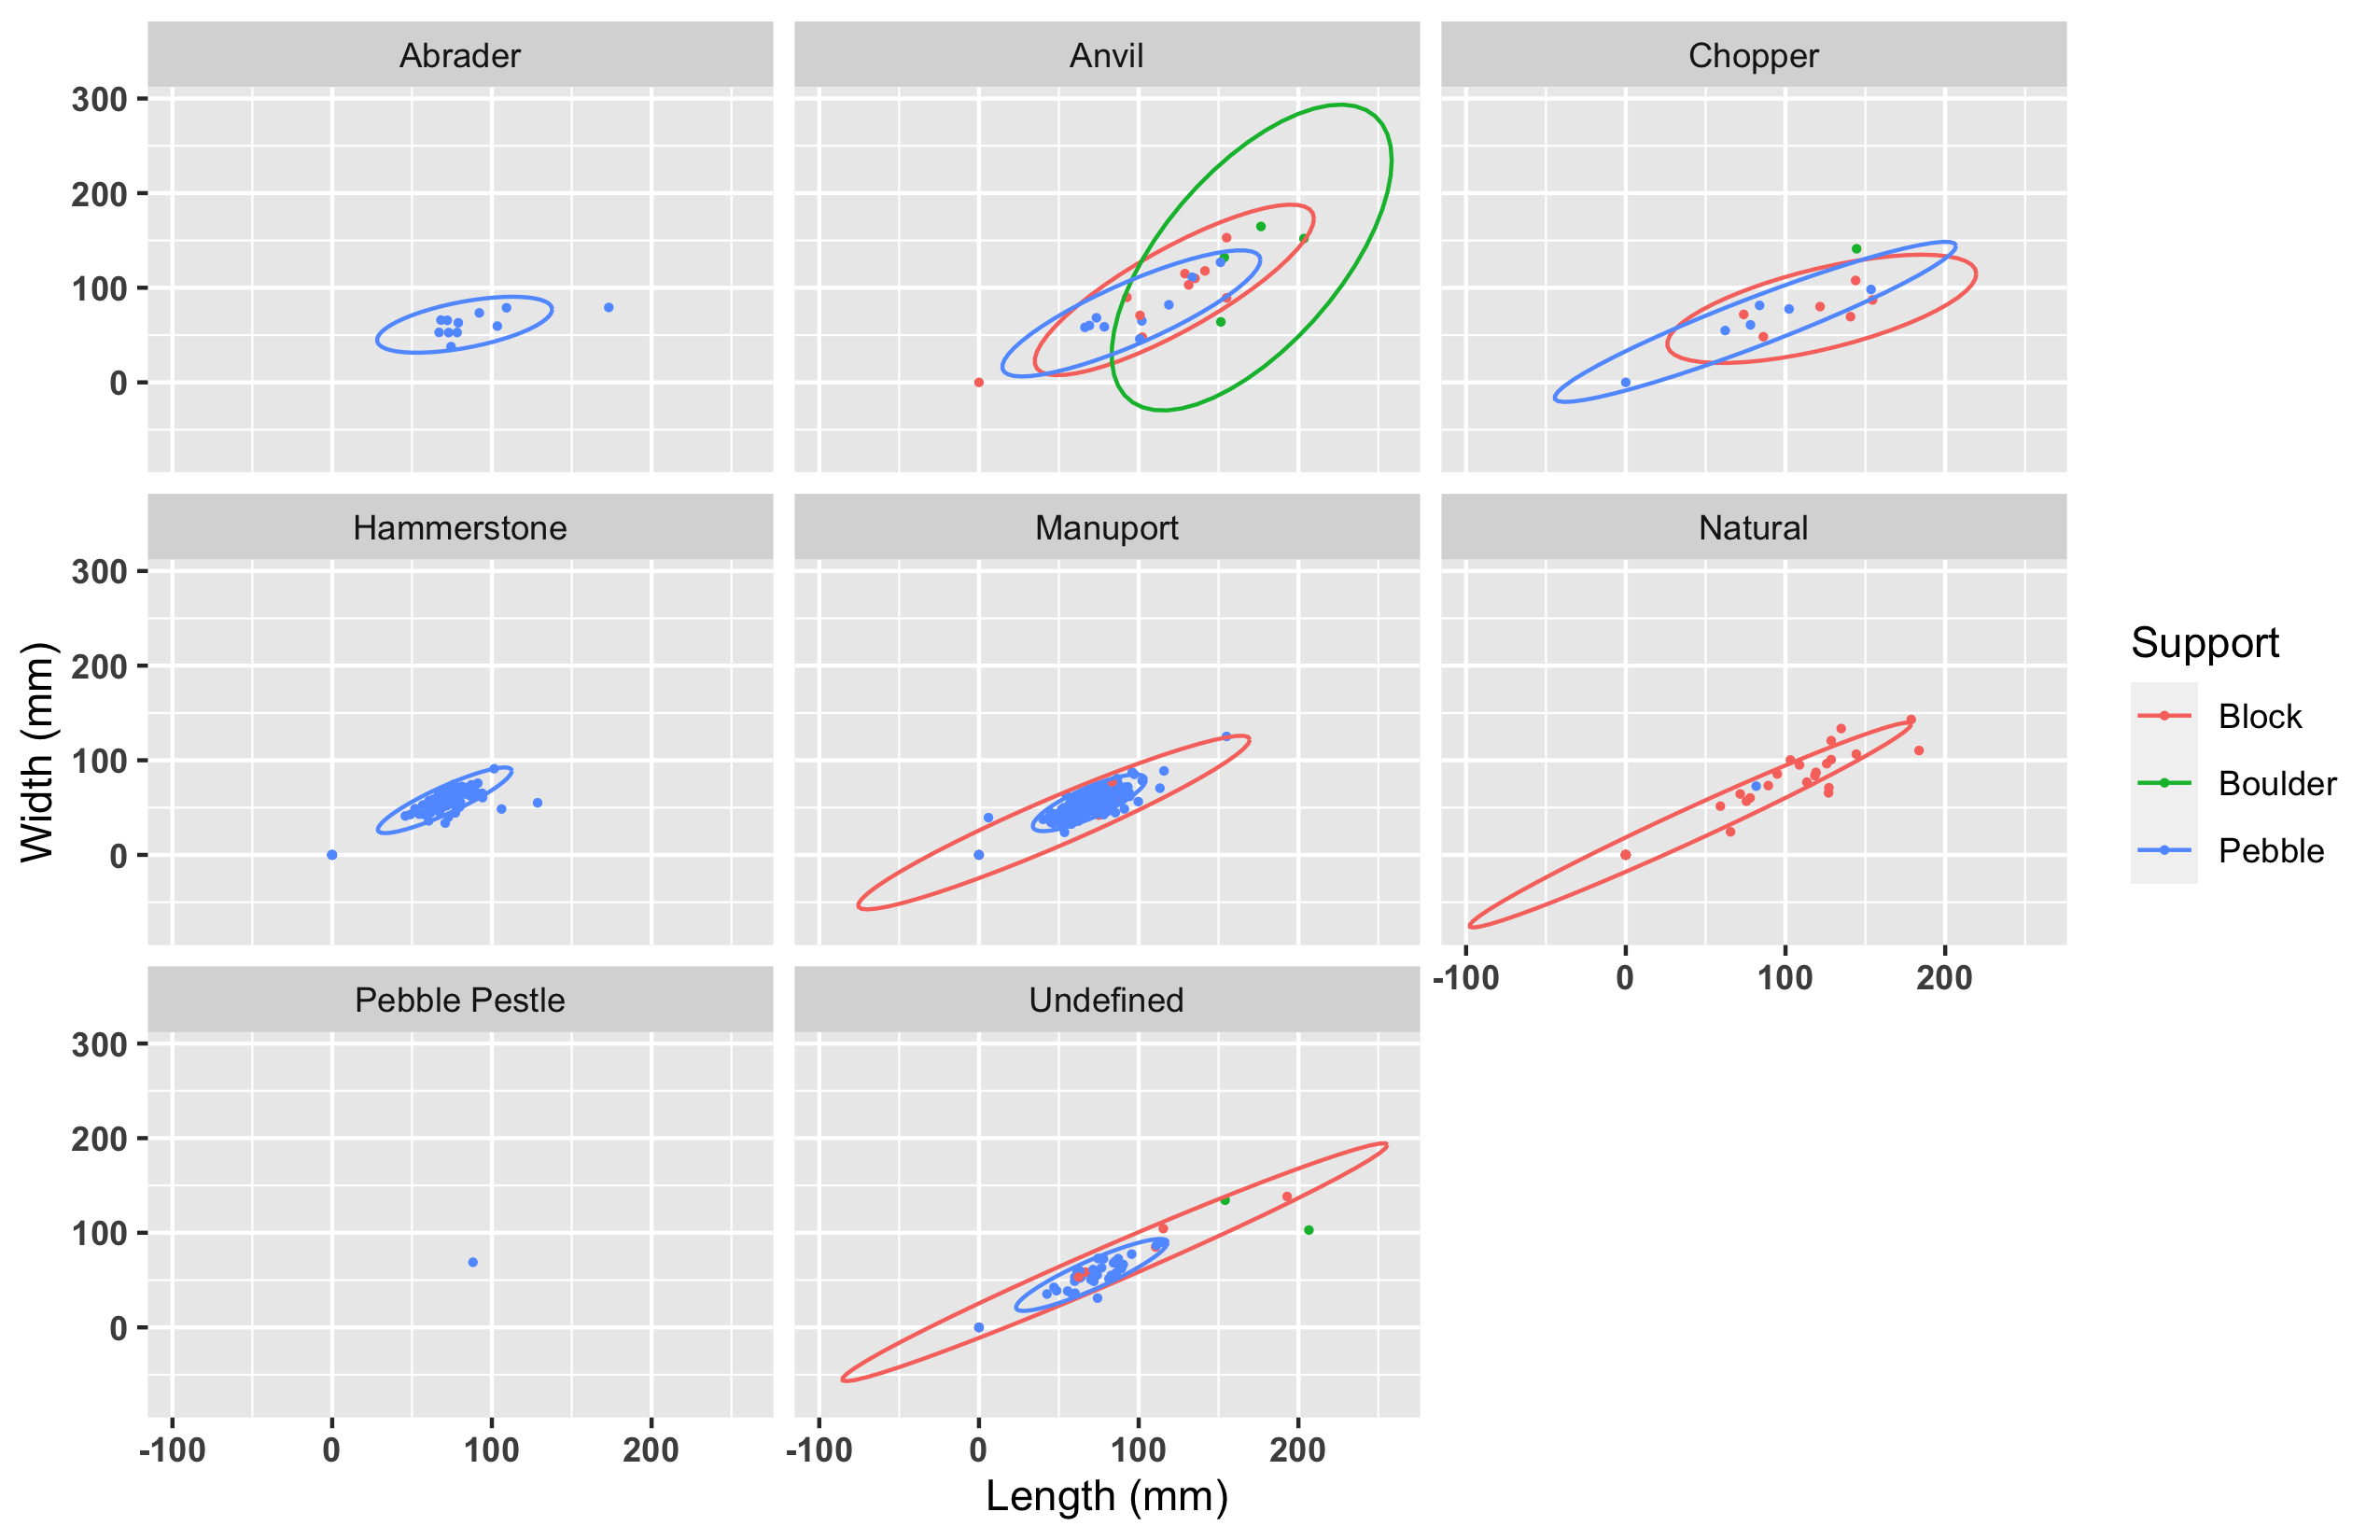 Abrader Anvil Chopper
300
200
100
0
Hammerstone Manuport Natural
300
200
100
0
-100 0 100 200
Pebble Pestle Undefined
300
200
100
0
-100 0 100 200 -100 0 100 200
Length (mm)
Width (mm)
Support
Block
Boulder
Pebble